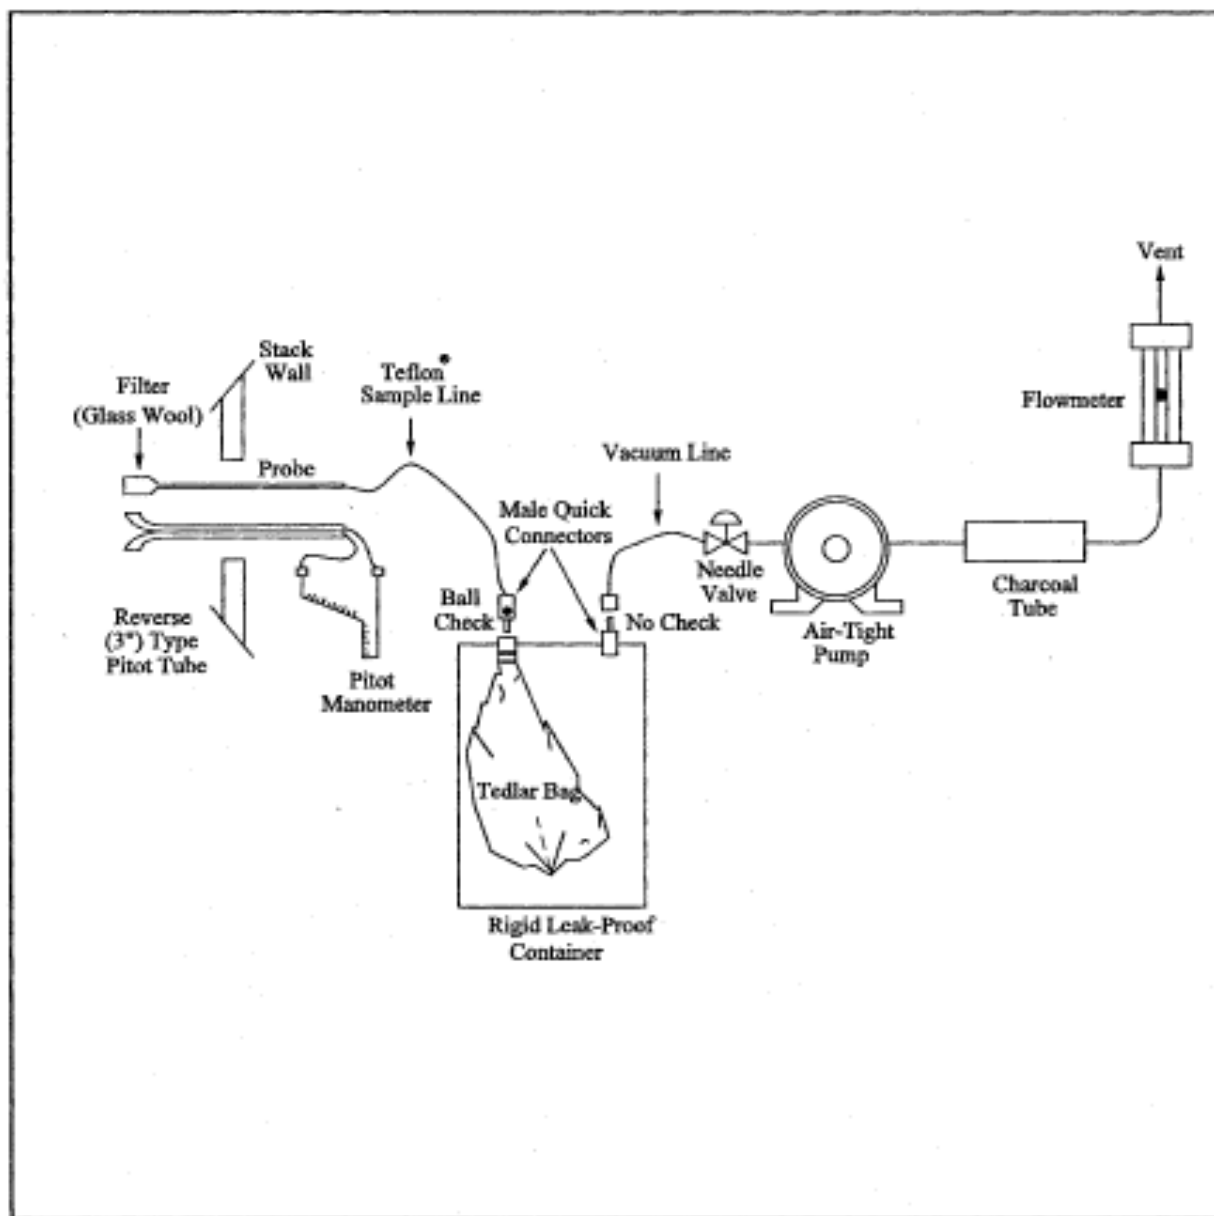 Vent
Stack
Wall
Teflon®
Sample Line
Filter
(Glass Wool)
Flowmeter
Vacuum Line
Probe
Male Quick
Connectors
Needle
Valve
Charcoal
Tube
Ball
Check
No Check
Air-Tight
Pump
Reverse
(3") Type
Pitot Tube
Pitot
Manometer
Tedlar Bag
Rigid Leak-Proof
Container